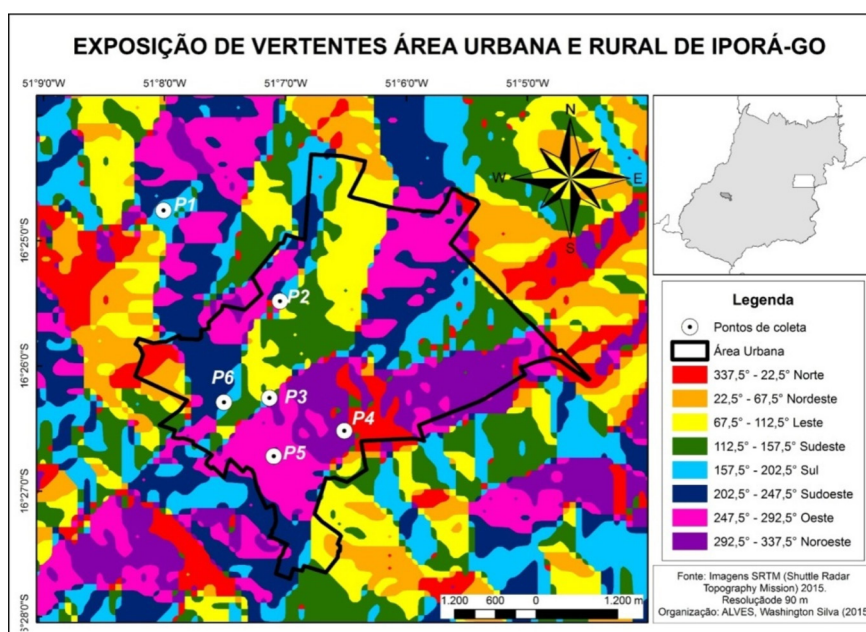 EXPOSIÇÃO DE VERTENTES ÁREA URBANA E RURAL DE IPORÁ-GO
51°9'0"W 51°8'0"W 51°7'0"W 51°6'0"W 51°5'0"W
N
W E
S
P1
16°25'0"S
P2
16°26'0"S
P6
P3
P4
P5
16°27'0"S
16°28'0"S
1.200 600 0 1.200 m
Legenda
Pontos de coleta
Área Urbana
337,5° - 22,5° Norte
22,5° - 67,5° Nordeste
67,5° - 112,5° Leste
112,5° - 157,5° Sudeste
157,5° - 202,5° Sul
202,5° - 247,5° Sudoeste
247,5° - 292,5° Oeste
292,5° - 337,5° Noroeste
Fonte: Imagens SRTM (Shuttle Radar
Topography Mission) 2015.
Resoluçãode 90 m
Organização: ALVES, Washington Silva (2015